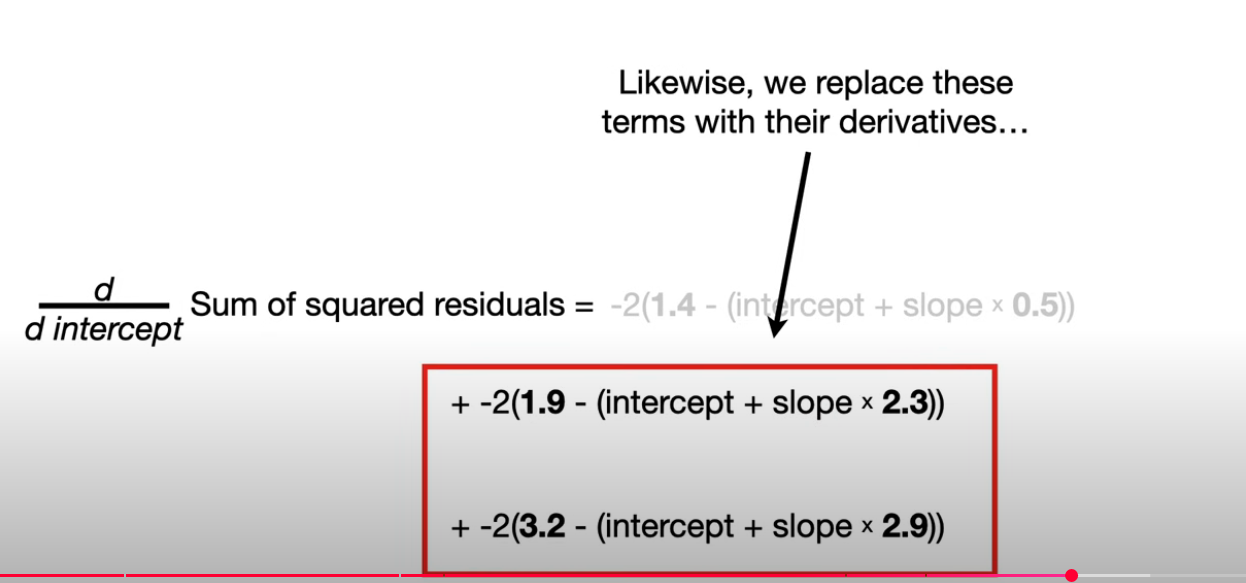 Likewise, we replace these
terms with their derivatives…
d
d intercept
Sum of squared residuals = -2(1.4 - (intercept + slope × 0.5))
+ -2(1.9 - (intercept + slope × 2.3))
+ -2(3.2 - (intercept + slope × 2.9))